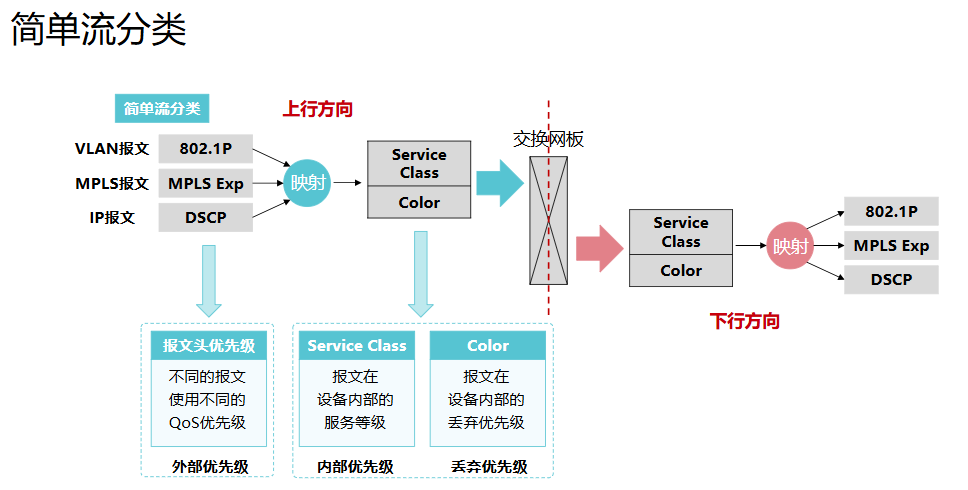 简单流分类
简单流分类
上行方向
VLAN报文
802.1P
MPLS报文
MPLS Exp
IP报文
DSCP
映射
Service
Class
Color
交换网板
Service
Class
Color
映射
802.1P
MPLS Exp
DSCP
下行方向
报文头优先级
不同的报文
使用不同的
QoS优先级
外部优先级
Service Class
报文在
设备内部的
服务等级
内部优先级
Color
报文在
设备内部的
丢弃优先级
丢弃优先级